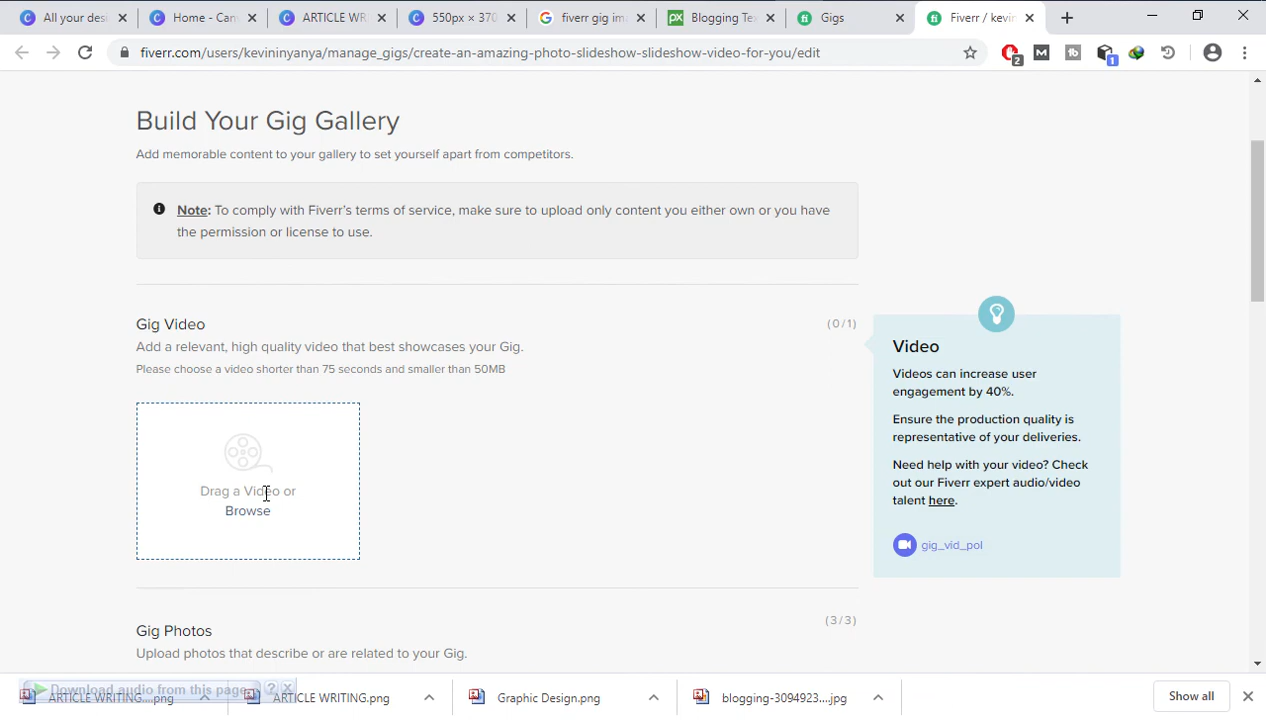 All your desi
Home - Can
ARTICLE WRI
550px × 370
fiverr gig im
Blogging Te
Gigs
Fiverr / kevin
fiverr.com/users/kevininyanya/manage_gigs/create-an-amazing-photo-slideshow-slideshow-video-for-you/edit
2
1
Build Your Gig Gallery
Add memorable content to your gallery to set yourself apart from competitors.
Note: To comply with Fiverr's terms of service, make sure to upload only content you either own or you have
the permission or license to use.
Gig Video
(0/1)
Add a relevant, high quality video that best showcases your Gig.
Please choose a video shorter than 75 seconds and smaller than 50MB
Drag a Video or
Browse
Video
Videos can increase user
engagement by 40%.
Ensure the production quality is
representative of your deliveries.
Need help with your video? Check
out our Fiverr expert audio/video
talent here.
gig_vid_pol
Gig Photos
(3/3)
Upload photos that describe or are related to your Gig.
Download audio from this page
ARTICLE WRITING....png
ARTICLE WRITING.png
Graphic Design.png
blogging-3094923....jpg
Show all